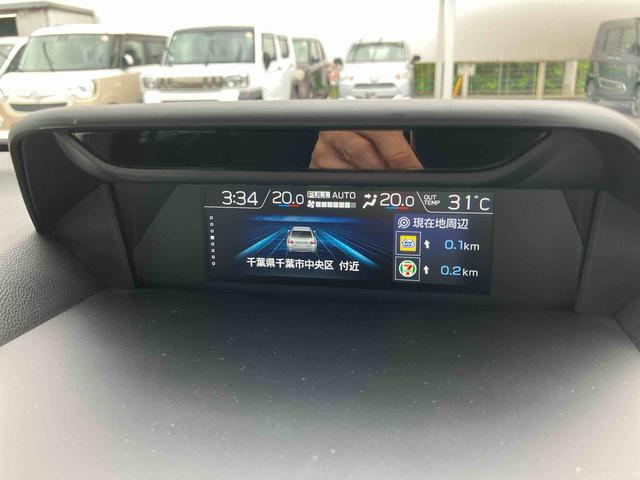 3:34 20.0 FULL AUTO 20.0 OUT TEMP 31℃
現在地周辺
0.1km
7 0.2km
千葉県千葉市中央区 付近